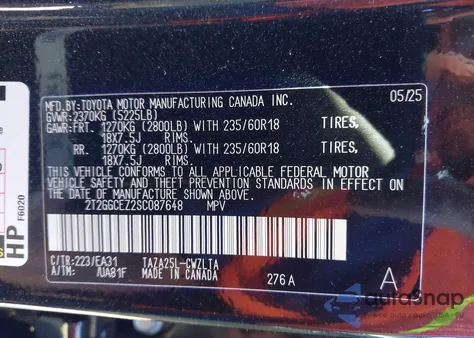 MFD.BY:TOYOTA MOTOR MANUFACTURING CANADA INC. 05/25
GVWR:2370KG (5225LB)
GAWR:FRT. 1270KG (2800LB) WITH 235/60R18 TIRES,
18X7.5J RIMS.
RR. 1270KG (2800LB) WITH 235/60R18 TIRES,
18X7.5J RIMS.
THIS VEHICLE CONFORMS TO ALL APPLICABLE FEDERAL MOTOR
VEHICLE SAFETY AND THEFT PREVENTION STANDARDS IN EFFECT
ON THE DATE OF MANUFACTURE SHOWN ABOVE.
2T2GGCEZ2SC087648 MPV
C/TR:223/EA31 TAZA25L-CWZLTA
A/TM: /UA81F MADE IN CANADA 276A A
HP F6020
autoSnap